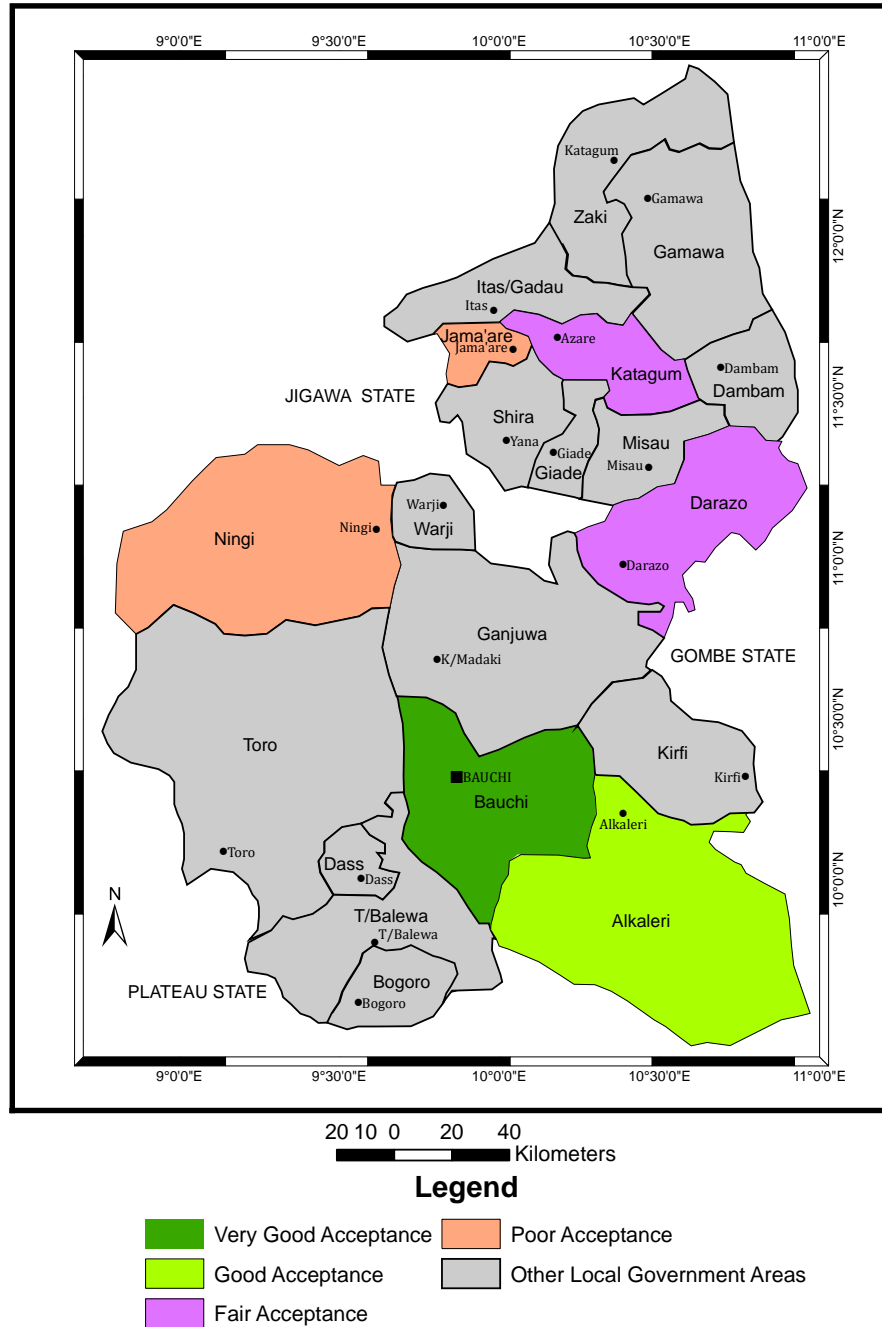 9°0'0"E 9°30'0"E 10°0'0"E 10°30'0"E 11°0'0"E
Katagum
Gamawa
Zaki
12°0'0"N
Gamawa
Itas/Gadau
Itas
Jama'are
Azare
Jama'are
Katagum
Dambam
Dambam
11°30'0"N
JIGAWA STATE
Shira
Yana
Giade
Giade
Misau
Misau
Darazo
Warji
Warji
Ningi
Ningi
Darazo
11°0'0"N
Ganjuwa
K/Madaki
GOMBE STATE
10°30'0"N
Toro
Kirfi
Kirfi
BAUCHI
Bauchi
Alkaleri
Toro
Dass
Dass
10°0'0"N
N
T/Balewa
T/Balewa
Alkaleri
Bogoro
Bogoro
PLATEAU STATE
9°0'0"E 9°30'0"E 10°0'0"E 10°30'0"E 11°0'0"E
20 10 0 20 40
Kilometers
Legend
Very Good Acceptance
Good Acceptance
Fair Acceptance
Poor Acceptance
Other Local Government Areas